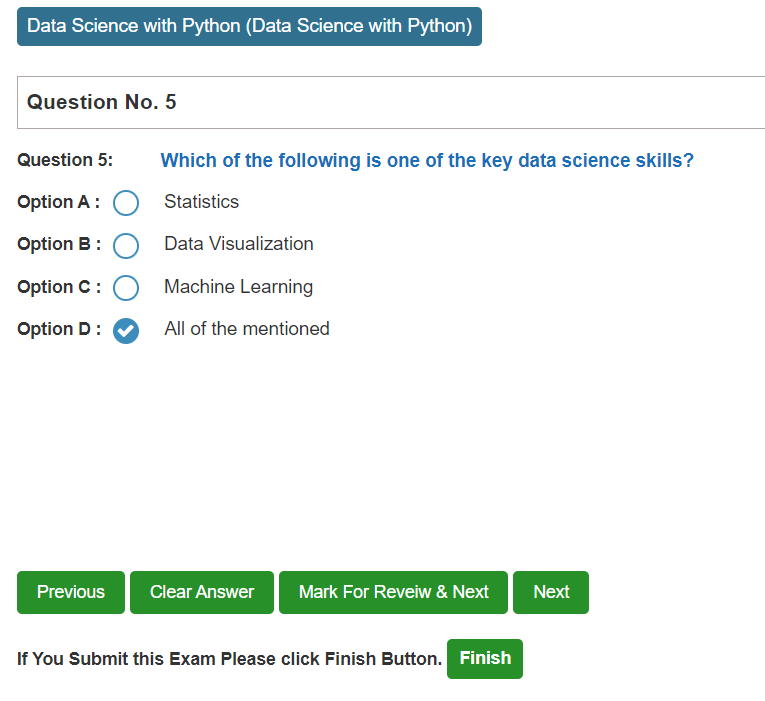 Data Science with Python (Data Science with Python)
Question No. 5
Question 5: Which of the following is one of the key data science skills?
Option A : Statistics
Option B : Data Visualization
Option C : Machine Learning
Option D : All of the mentioned
Previous Clear Answer Mark For Reveiw & Next Next
If You Submit this Exam Please click Finish Button. Finish